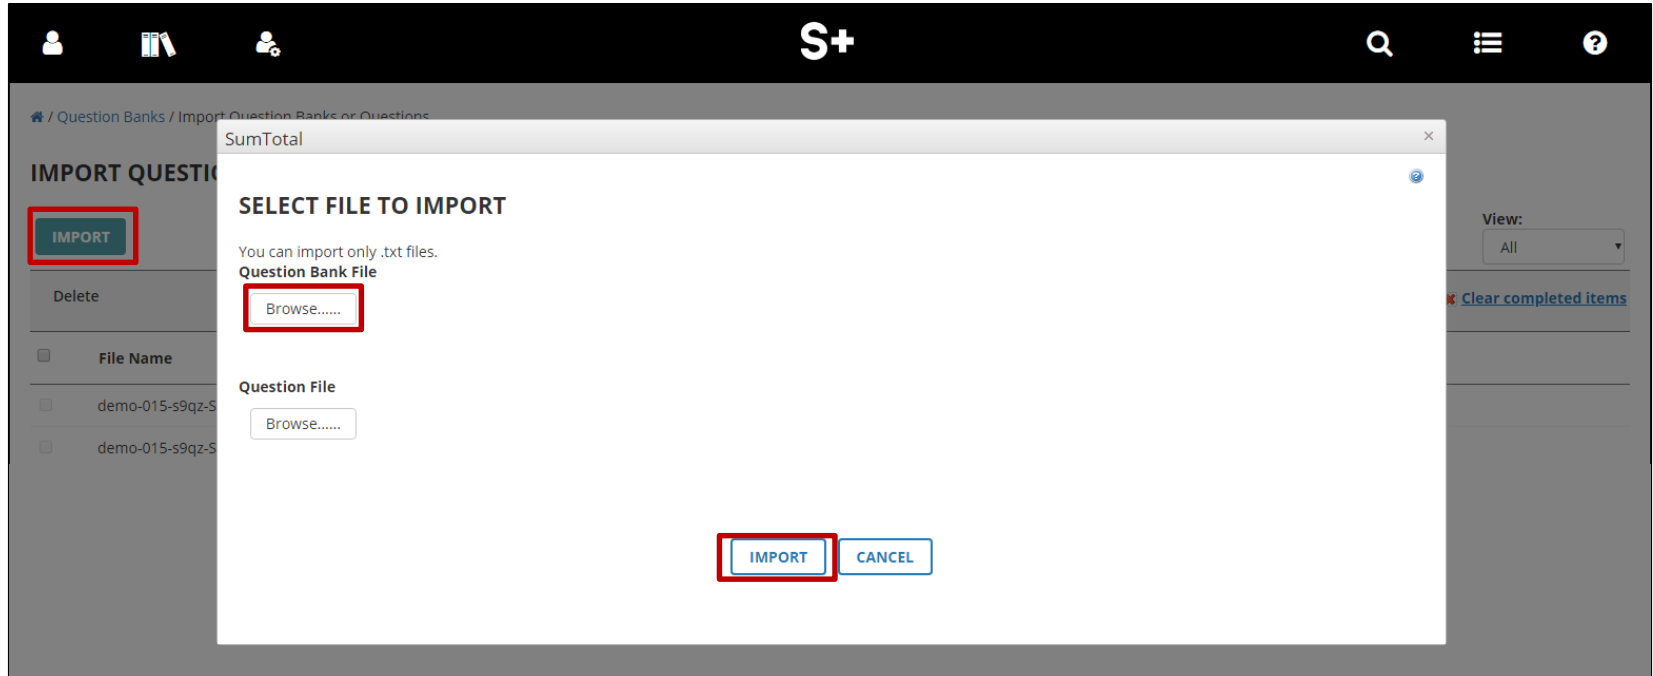 S+
/ Question Banks / Import Question Banks or Questions
SumTotal
×
IMPORT QUESTIO
SELECT FILE TO IMPORT
IMPORT
View:
All
You can import only .txt files.
Question Bank File
Browse......
Delete
Clear completed items
File Name
Question File
Browse......
demo-015-s9qz-S
demo-015-s9qz-S
IMPORT
CANCEL